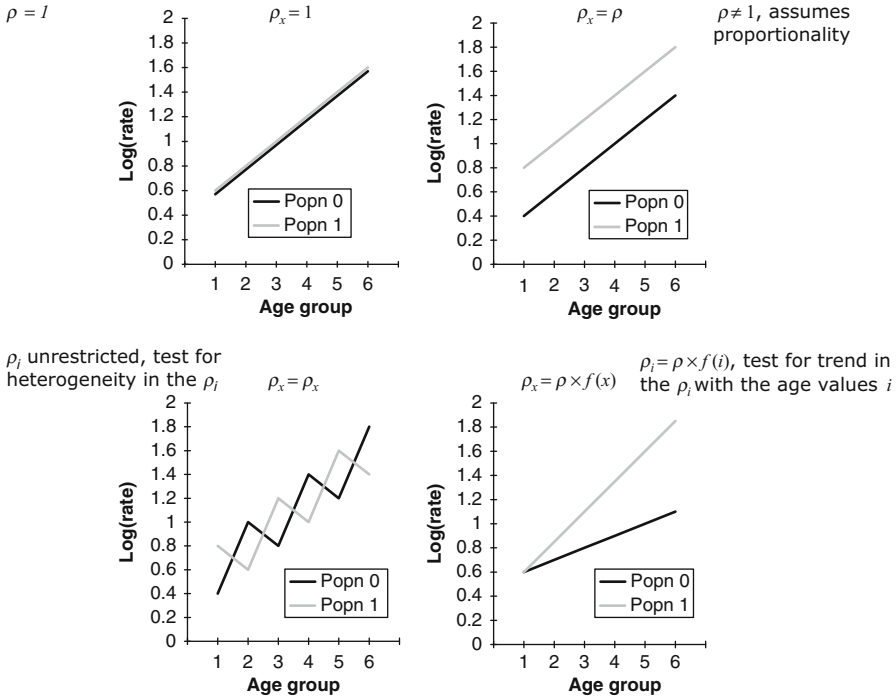 ρ = 1
ρx = 1
2
1.8
1.6
1.4
1.2
1
0.8
0.6
0.4
0.2
0
Log(rate)
Popn 0
Popn 1
1 2 3 4 5 6
Age group
ρx = ρ
ρ ≠ 1, assumes
proportionality
2
1.8
1.6
1.4
1.2
1
0.8
0.6
0.4
0.2
0
Log(rate)
Popn 0
Popn 1
1 2 3 4 5 6
Age group
ρi unrestricted, test for
heterogeneity in the ρi
ρx = ρx
2
1.8
1.6
1.4
1.2
1
0.8
0.6
0.4
0.2
0
Log(rate)
Popn 0
Popn 1
1 2 3 4 5 6
Age group
ρx = ρ × f(x)
ρi = ρ × f(i), test for trend in
the ρi with the age values i
2
1.8
1.6
1.4
1.2
1
0.8
0.6
0.4
0.2
0
Log(rate)
Popn 0
Popn 1
1 2 3 4 5 6
Age group